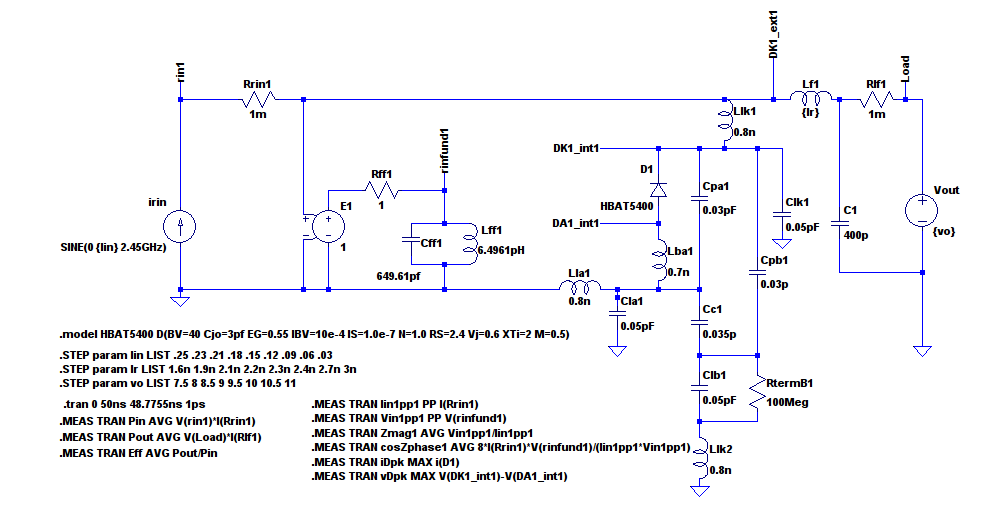 DK1_ext1
rin1
Rrin1
1m
Lf1
{lr}
Rlf1
1m
Load
Llk1
0.8n
rinfund1
DK1_int1
D1
HBAT5400
Cpa1
0.03pF
Clk1
0.05pF
Rff1
1
irin
SINE(0 {Iin} 2.45GHz)
E1
1
Cff1
649.61pf
Lff1
6.4961pH
DA1_int1
Lba1
0.7n
C1
400p
Vout
{vo}
Cpb1
0.03p
Lla1
0.8n
Cla1
0.05pF
Cc1
0.035p
Clb1
0.05pF
RtermB1
100Meg
Llk2
0.8n
.model HBAT5400 D(BV=40 Cjo=3pf EG=0.55 IBV=10e-4 IS=1.0e-7 N=1.0 RS=2.4 Vj=0.6 XTi=2 M=0.5)
.STEP param Iin LIST .25 .23 .21 .18 .15 .12 .09 .06 .03
.STEP param lr LIST 1.6n 1.9n 2.1n 2.2n 2.3n 2.4n 2.7n 3n
.STEP param vo LIST 7.5 8 8.5 9 9.5 10 10.5 11
.tran 0 50ns 48.7755ns 1ps
.MEAS TRAN Pin AVG V(rin1)*I(Rrin1)
.MEAS TRAN Pout AVG V(Load)*I(Rlf1)
.MEAS TRAN Eff AVG Pout/Pin
.MEAS TRAN Iin1pp1 PP I(Rrin1)
.MEAS TRAN Vin1pp1 PP V(rinfund1)
.MEAS TRAN Zmag1 AVG Vin1pp1/Iin1pp1
.MEAS TRAN cosZphase1 AVG 8*I(Rrin1)*V(rinfund1)/(Iin1pp1*Vin1pp1)
.MEAS TRAN iDpk MAX i(D1)
.MEAS TRAN vDpk MAX V(DK1_int1)-V(DA1_int1)